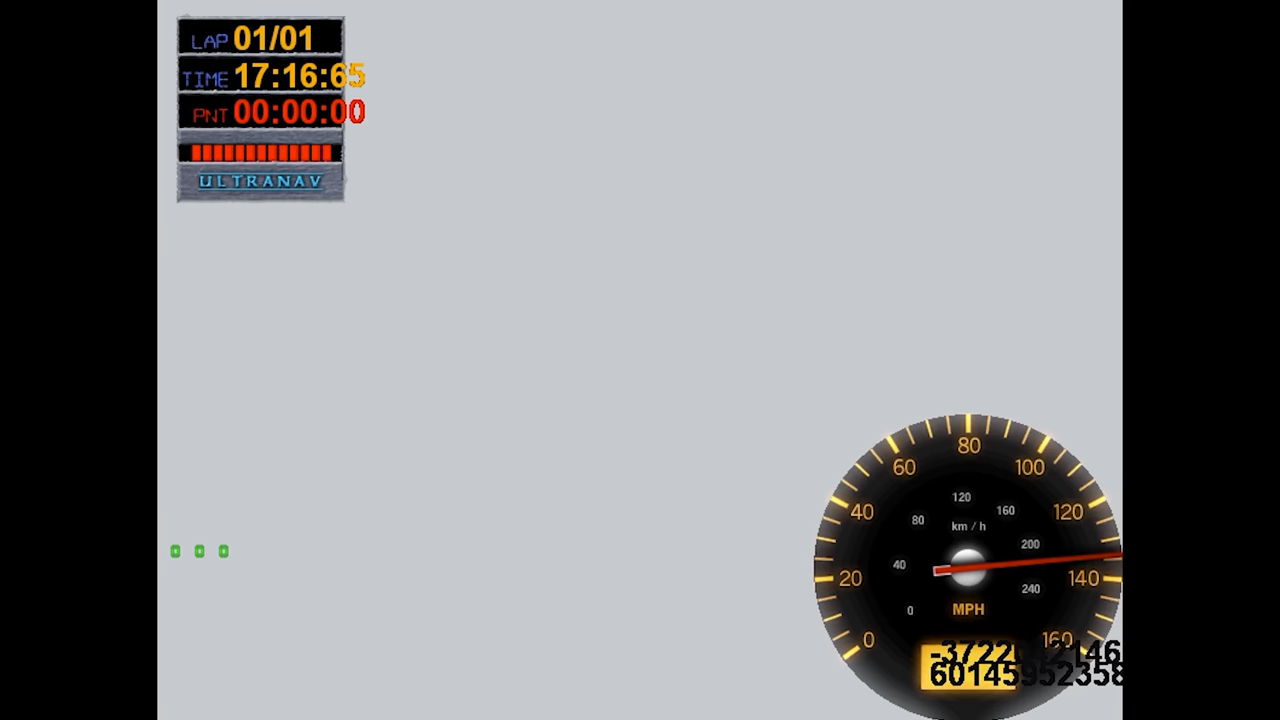 LAP 01/01
TIME 17:16:65
PNT 00:00:00
ULTRANAV
80
60 100
120
80 160
40 120
km / h
200
40
20 140
240
0
MPH
0 160
60145952358